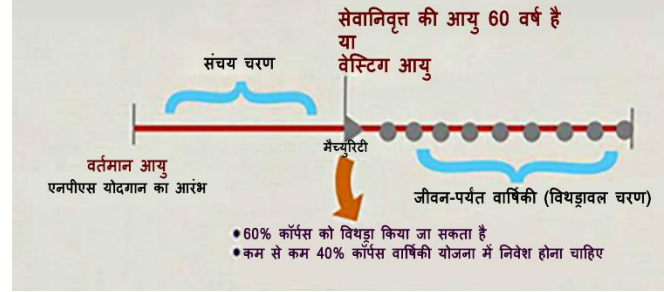 सेवानिवृत्त की आयु 60 वर्ष है
या
वेस्टिग आयु
संचय चरण
मैच्युरिटी
वर्तमान आयु
एनपीएस योदगान का आरंभ
जीवन-पर्यंत वार्षिकी (विथड्रावल चरण)
60% कॉर्पस को विथड्रा किया जा सकता है
कम से कम 40% कॉर्पस वार्षिकी योजना में निवेश होना चाहिए